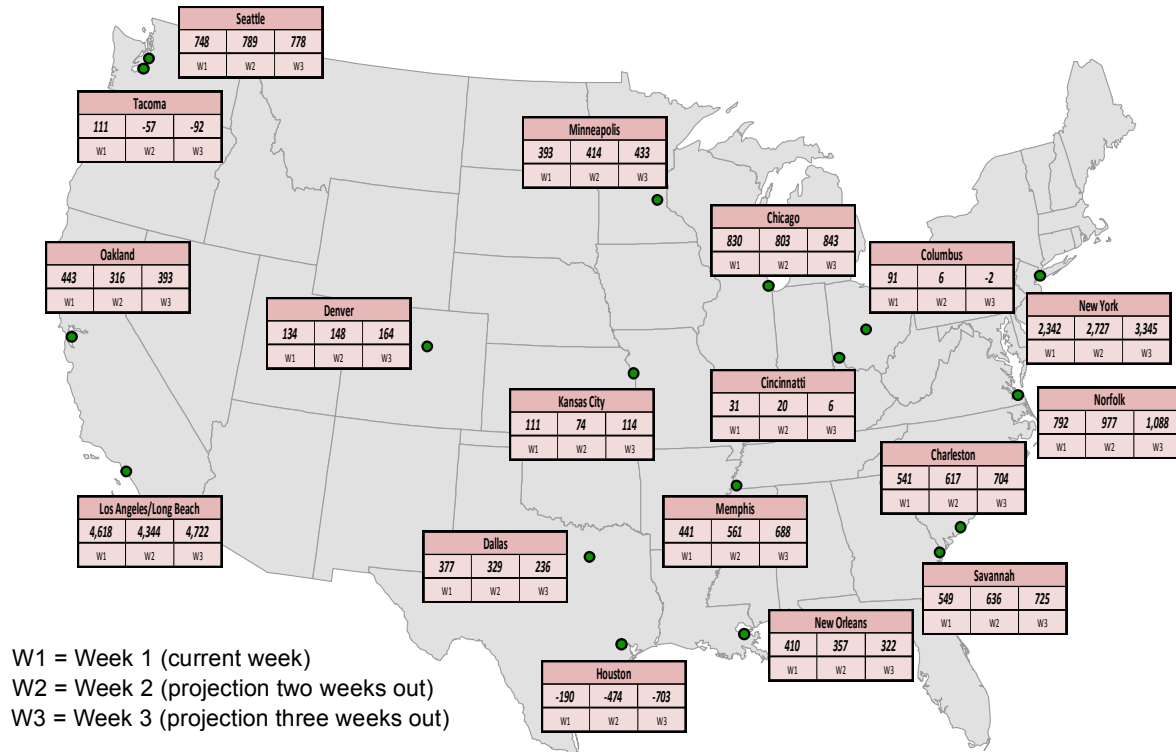 Seattle
748 789 778
W1 W2 W3
Tacoma
111 -57 -92
W1 W2 W3
Minneapolis
393 414 433
W1 W2 W3
Chicago
830 803 843
W1 W2 W3
Oakland
443 316 393
W1 W2 W3
Columbus
91 6 -2
W1 W2 W3
Denver
134 148 164
W1 W2 W3
New York
2,342 2,727 3,345
W1 W2 W3
Cincinnatti
31 20 6
W1 W2 W3
Kansas City
111 74 114
W1 W2 W3
Norfolk
792 977 1,088
W1 W2 W3
Charleston
541 617 704
W1 W2 W3
Los Angeles/Long Beach
4,618 4,344 4,722
W1 W2 W3
Memphis
441 561 688
W1 W2 W3
Dallas
377 329 236
W1 W2 W3
Savannah
549 636 725
W1 W2 W3
New Orleans
410 357 322
W1 W2 W3
Houston
-190 -474 -703
W1 W2 W3
W1 = Week 1 (current week)
W2 = Week 2 (projection two weeks out)
W3 = Week 3 (projection three weeks out)